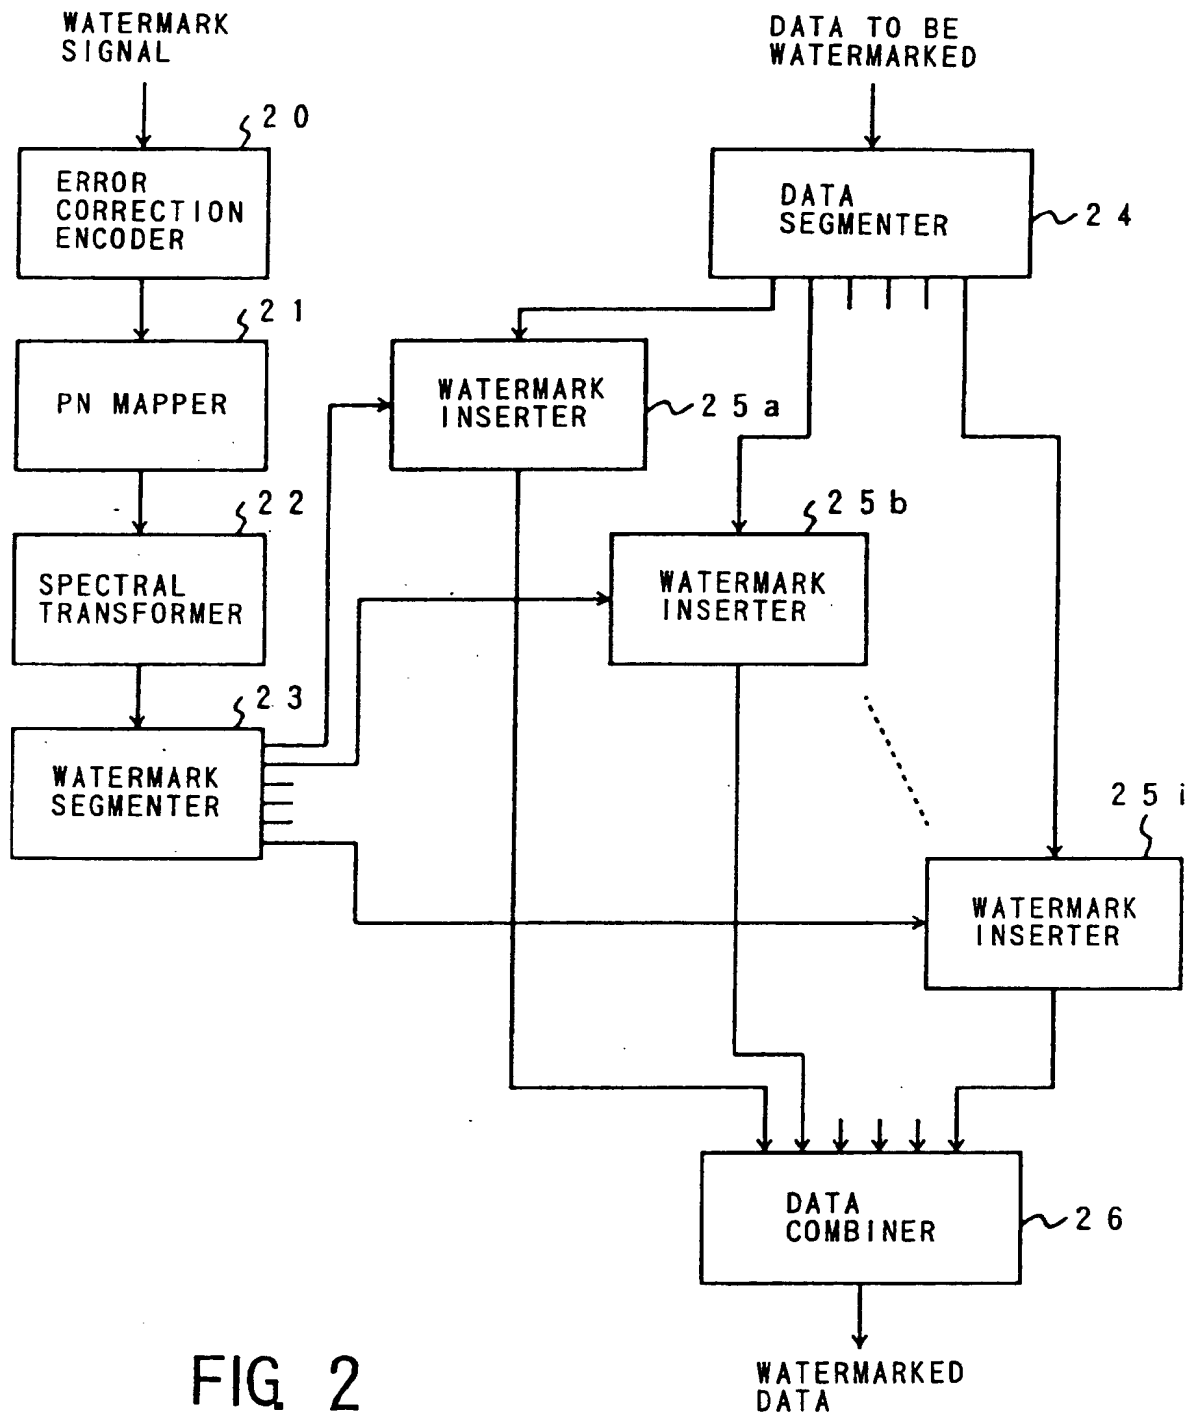 WATERMARK
SIGNAL
DATA TO BE
WATERMARKED
20
ERROR
CORRECTION
ENCODER
DATA
SEGMENTER
24
21
PN MAPPER
WATERMARK
INSERTER
25a
22
SPECTRAL
TRANSFORMER
25b
WATERMARK
INSERTER
23
WATERMARK
SEGMENTER
25i
WATERMARK
INSERTER
DATA
COMBINER
26
WATERMARKED
DATA
FIG. 2